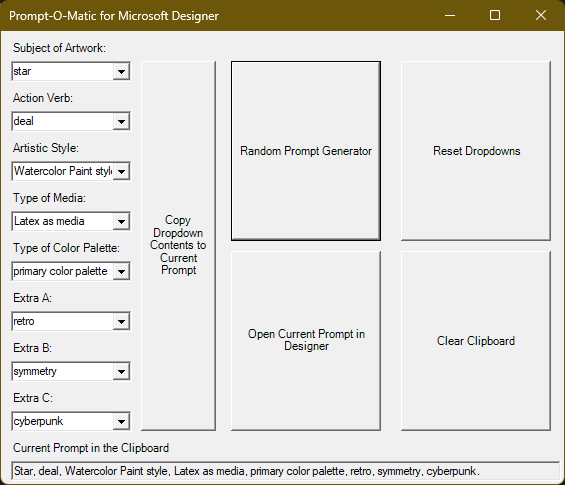 Prompt-O-Matic for Microsoft Designer
Subject of Artwork:
star
Action Verb:
deal
Artistic Style:
Watercolor Paint style
Type of Media:
Latex as media
Type of Color Palette:
primary color palette
Extra A:
retro
Extra B:
symmetry
Extra C:
cyberpunk
Copy
Dropdown
Contents to
Current
Prompt
Random Prompt Generator
Reset Dropdowns
Open Current Prompt in
Designer
Clear Clipboard
Current Prompt in the Clipboard
Star, deal, Watercolor Paint style, Latex as media, primary color palette, retro, symmetry, cyberpunk.